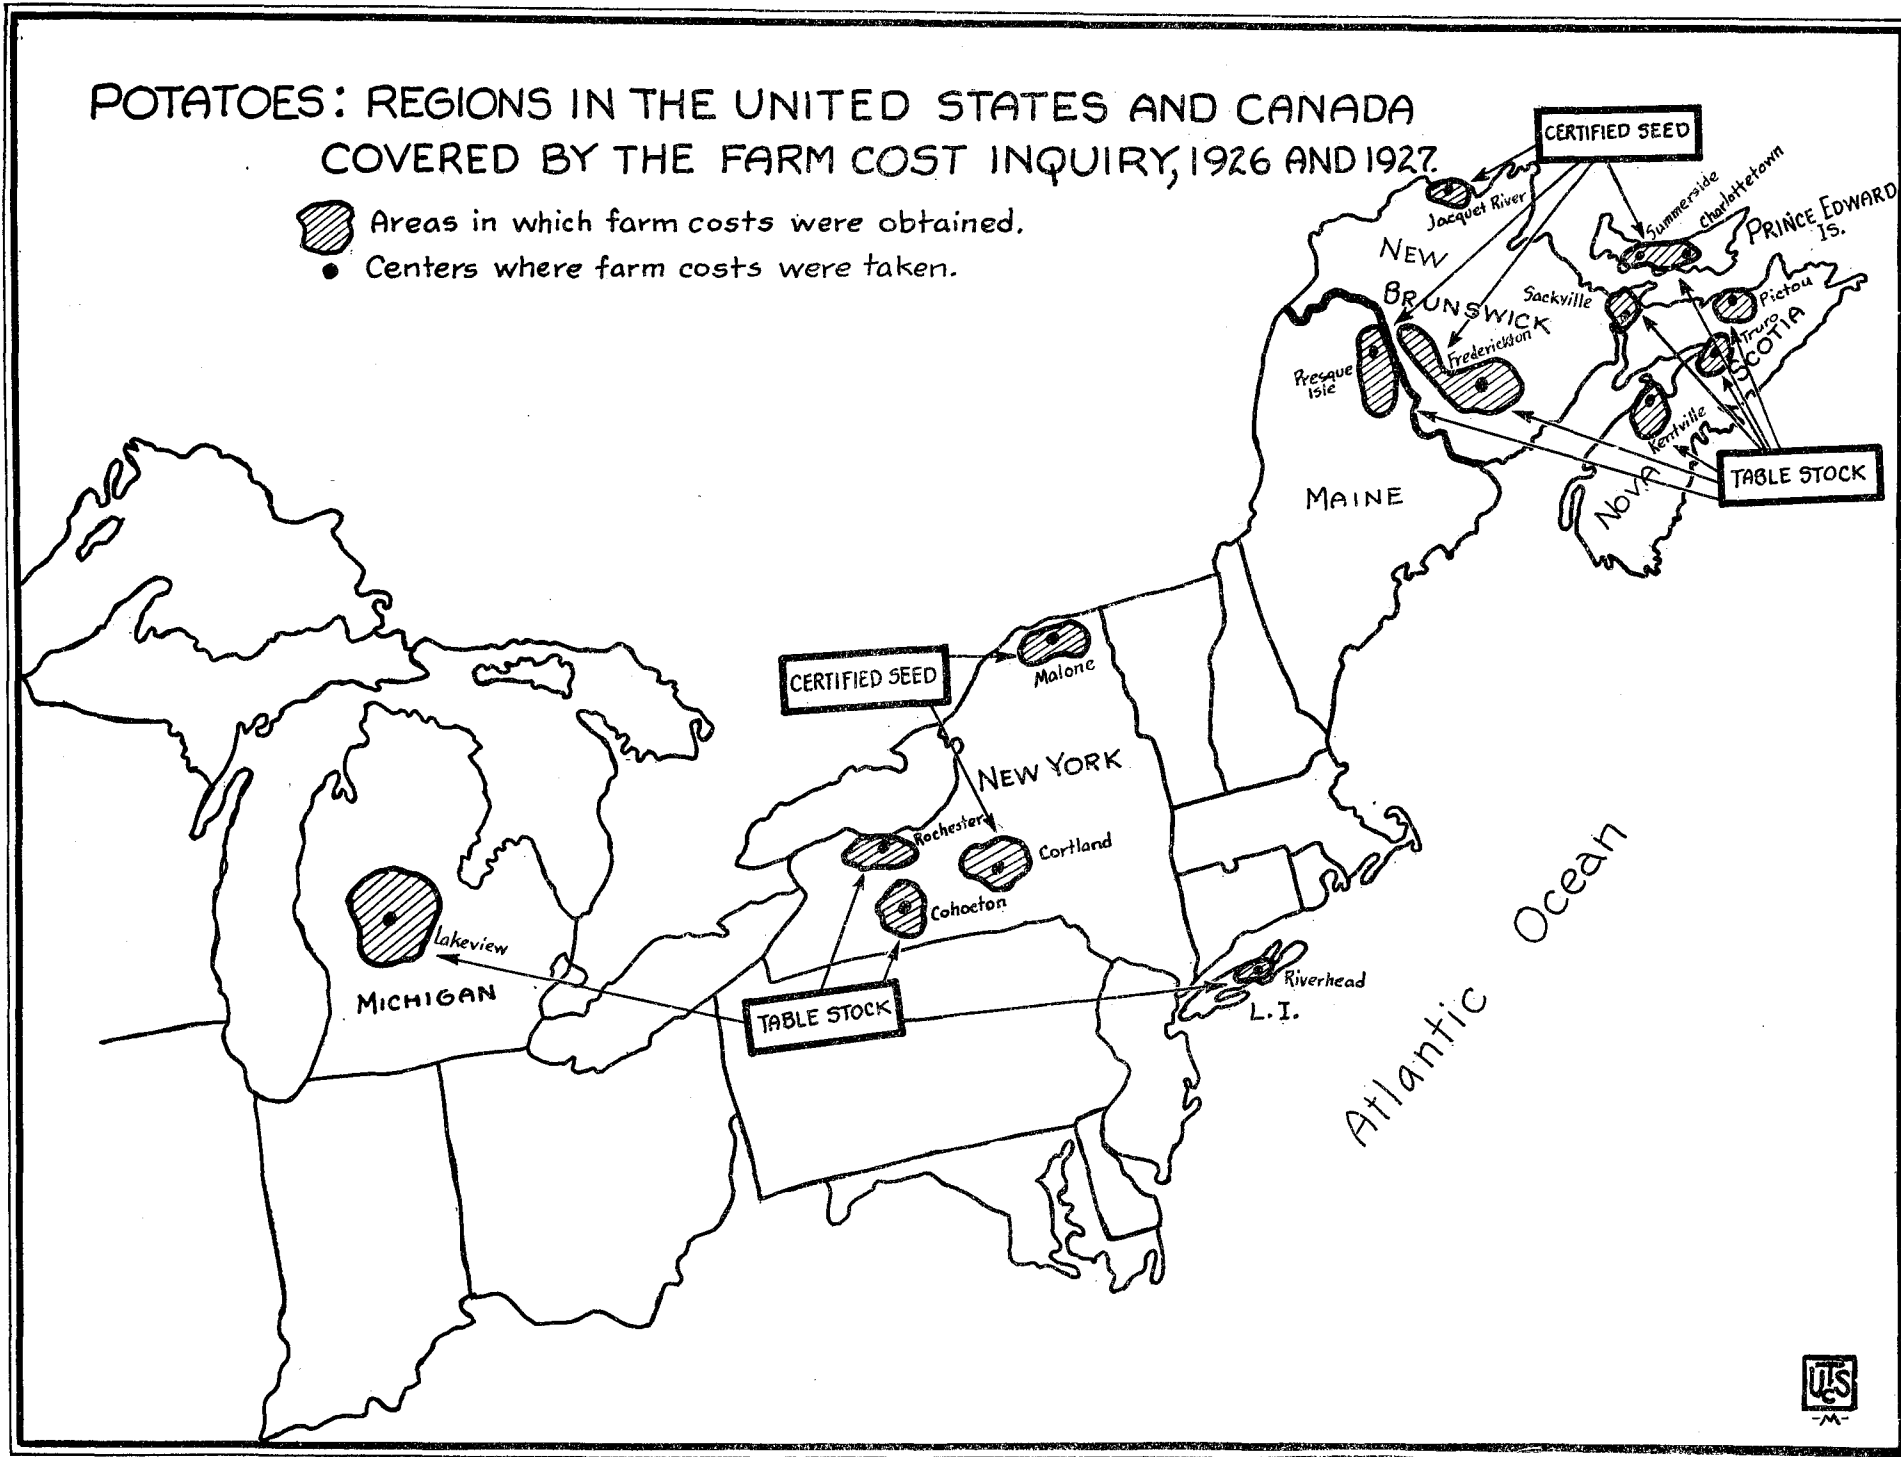 POTATOES: REGIONS IN THE UNITED STATES AND CANADA
COVERED BY THE FARM COST INQUIRY, 1926 AND 1927.
Areas in which farm costs were obtained.
Centers where farm costs were taken.
CERTIFIED SEED
Jacquet River
Summerside
Charlottetown
PRINCE EDWARD
IS.
NEW
BRUNSWICK
Sackville
Pictou
Truro
Frederickton
Presque
Isle
Kentville
NOVA
SCOTIA
TABLE STOCK
MAINE
CERTIFIED SEED
Malone
NEW YORK
Rochester
Cortland
Cohocton
Lakeview
MICHIGAN
TABLE STOCK
Riverhead
L.I.
Atlantic Ocean
UTSC
-M-